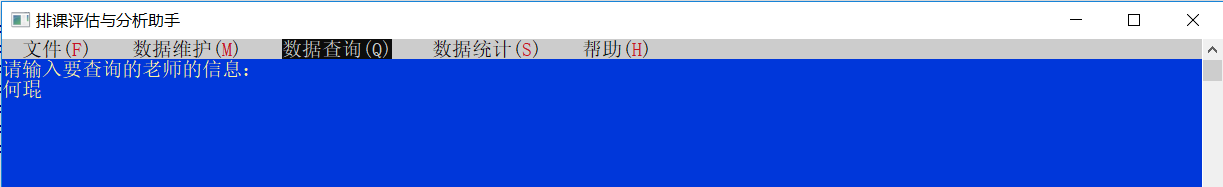 排课评估与分析助手
文件(F) 数据维护(M) 数据查询(Q) 数据统计(S) 帮助(H)
请输入要查询的老师的信息：
何琨